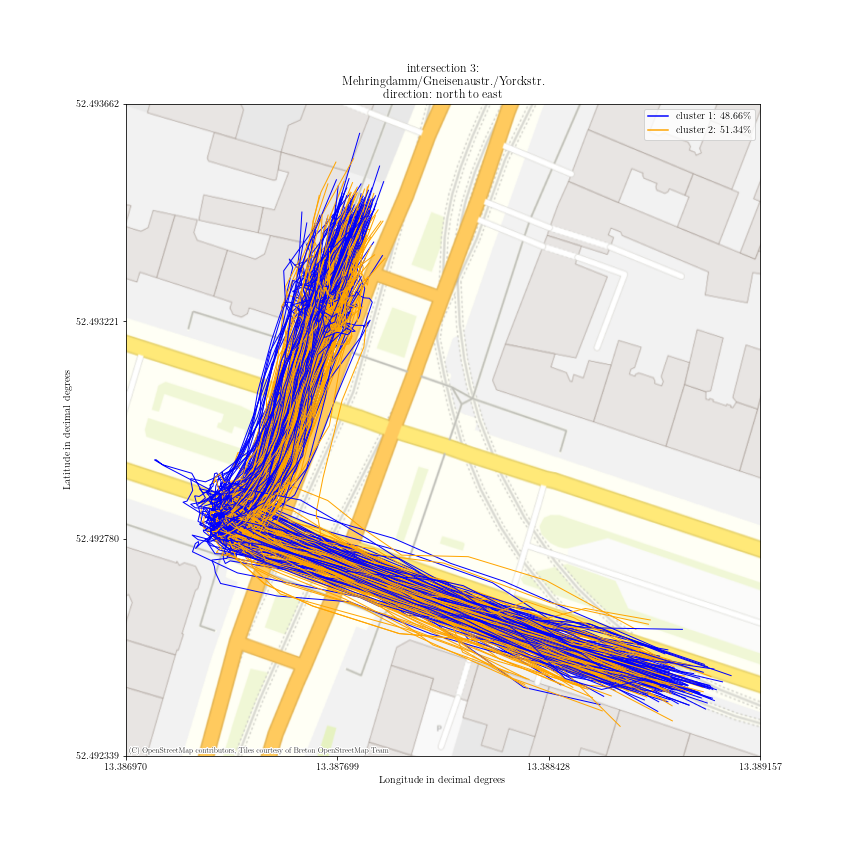 intersection 3:
Mehringdamm/Gneisenaustr./Yorckstr.
direction: north to east
52.493662
cluster 1: 48.66%
cluster 2: 51.34%
52.493221
Latitude in decimal degrees
52.492780
P
(C) OpenStreetMap contributors, Tiles courtesy of Breton OpenStreetMap Team
52.492339
13.386970
13.387699
13.388428
13.389157
Longitude in decimal degrees